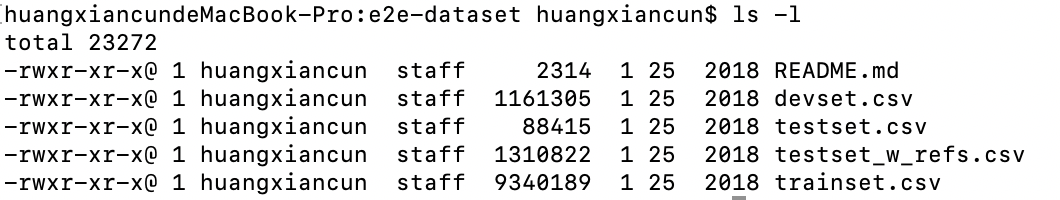 huangxiancundeMacBook-Pro:e2e-dataset huangxiancun$ ls -l
total 23272
-rwxr-xr-x@ 1 huangxiancun  staff     2314  1 25  2018 README.md
-rwxr-xr-x@ 1 huangxiancun  staff  1161305  1 25  2018 devset.csv
-rwxr-xr-x@ 1 huangxiancun  staff    88415  1 25  2018 testset.csv
-rwxr-xr-x@ 1 huangxiancun  staff  1310822  1 25  2018 testset_w_refs.csv
-rwxr-xr-x@ 1 huangxiancun  staff  9340189  1 25  2018 trainset.csv